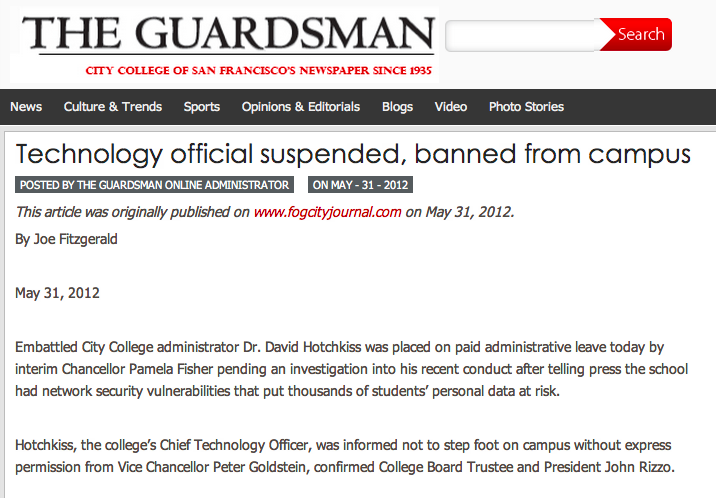 THE GUARDSMAN
CITY COLLEGE OF SAN FRANCISCO'S NEWSPAPER SINCE 1935
Search
News Culture & Trends Sports Opinions & Editorials Blogs Video Photo Stories
Technology official suspended, banned from campus
POSTED BY THE GUARDSMAN ONLINE ADMINISTRATOR ON MAY - 31 - 2012
This article was originally published on www.fogcityjournal.com on May 31, 2012.
By Joe Fitzgerald
May 31, 2012
Embattled City College administrator Dr. David Hotchkiss was placed on paid administrative leave today by
interim Chancellor Pamela Fisher pending an investigation into his recent conduct after telling press the school
had network security vulnerabilities that put thousands of students’ personal data at risk.
Hotchkiss, the college’s Chief Technology Officer, was informed not to step foot on campus without express
permission from Vice Chancellor Peter Goldstein, confirmed College Board Trustee and President John Rizzo.